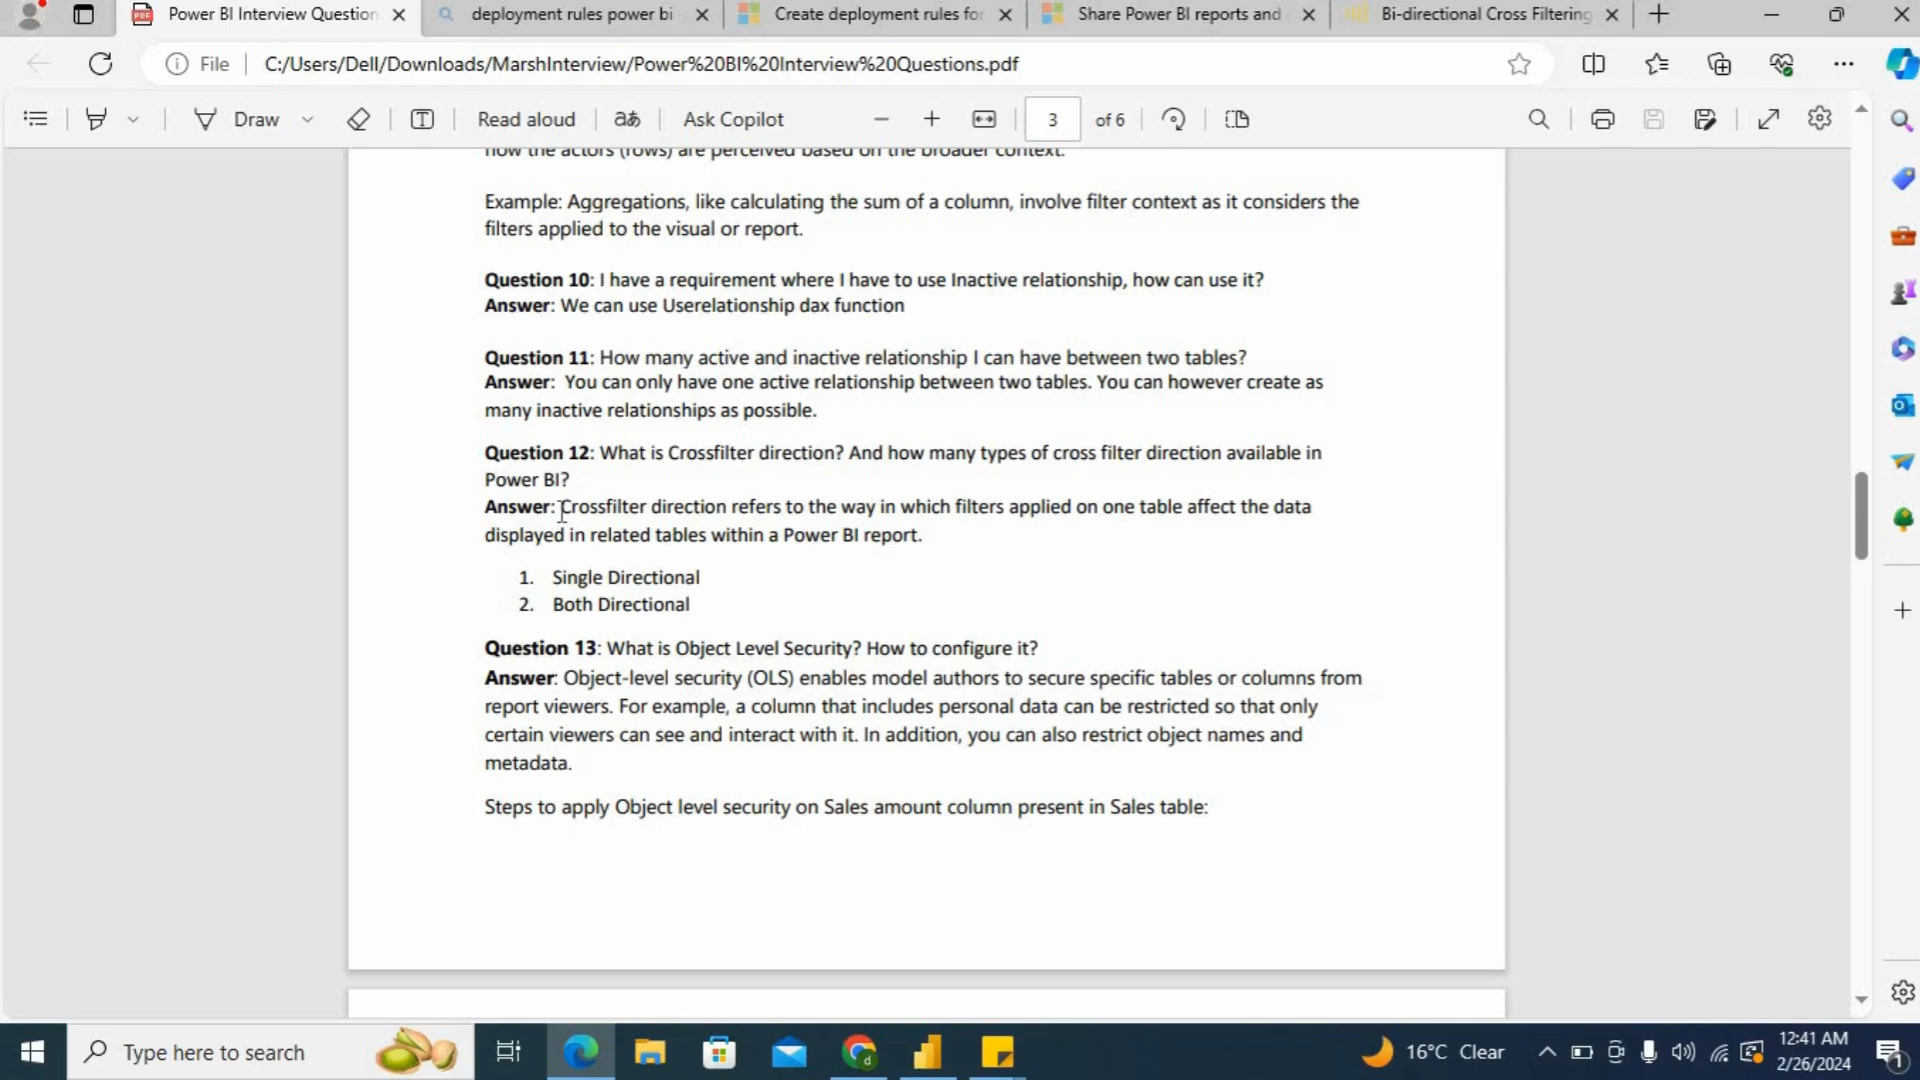 Power BI Interview Question
deployment rules power bi
Create deployment rules for
Share Power BI reports and
Bi-directional Cross Filtering
File
C:/Users/Dell/Downloads/MarshInterview/Power%20BI%20Interview%20Questions.pdf
Draw
Read aloud
Ask Copilot
3
of 6
how the actors (rows) are perceived based on the broader context.
Example: Aggregations, like calculating the sum of a column, involve filter context as it considers the
filters applied to the visual or report.
Question 10: I have a requirement where I have to use Inactive relationship, how can use it?
Answer: We can use Userelationship dax function
Question 11: How many active and inactive relationship I can have between two tables?
Answer: You can only have one active relationship between two tables. You can however create as
many inactive relationships as possible.
Question 12: What is Crossfilter direction? And how many types of cross filter direction available in
Power BI?
Answer: Crossfilter direction refers to the way in which filters applied on one table affect the data
displayed in related tables within a Power BI report.
1. Single Directional
2. Both Directional
Question 13: What is Object Level Security? How to configure it?
Answer: Object-level security (OLS) enables model authors to secure specific tables or columns from
report viewers. For example, a column that includes personal data can be restricted so that only
certain viewers can see and interact with it. In addition, you can also restrict object names and
metadata.
Steps to apply Object level security on Sales amount column present in Sales table:
Type here to search
16°C Clear
12:41 AM
2/26/2024
1